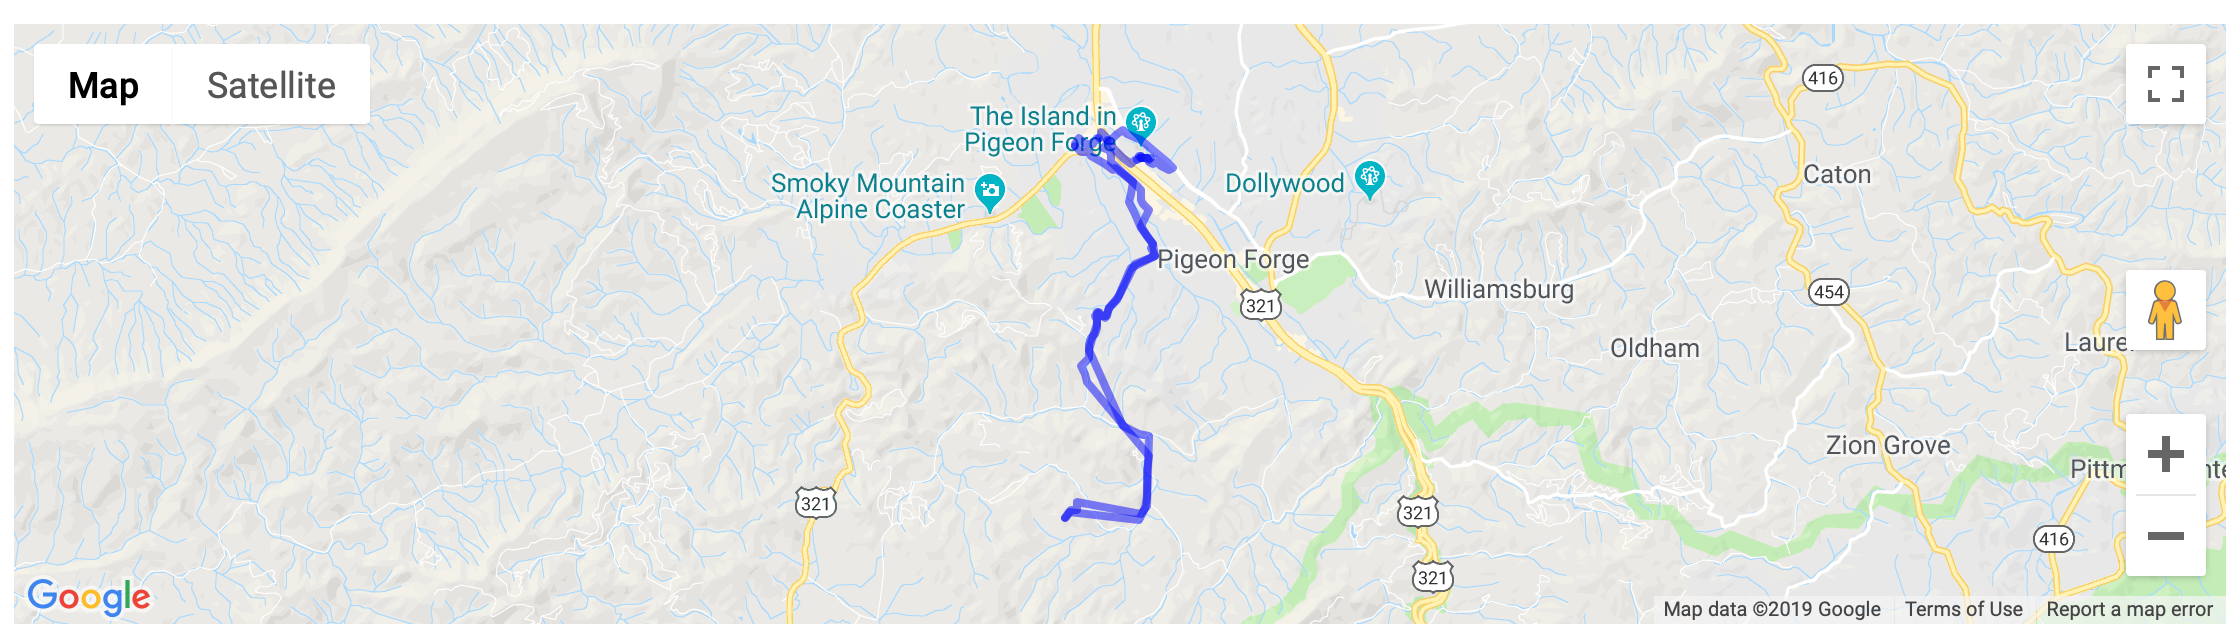 Map
Satellite
416
The Island in
Pigeon Forge
Smoky Mountain
Alpine Coaster
Dollywood
Caton
Pigeon Forge
Williamsburg
321
454
Oldham
Laurel
Zion Grove
Pittm
nte
321
321
416
321
Google
Map data ©2019 Google
Terms of Use
Report a map error